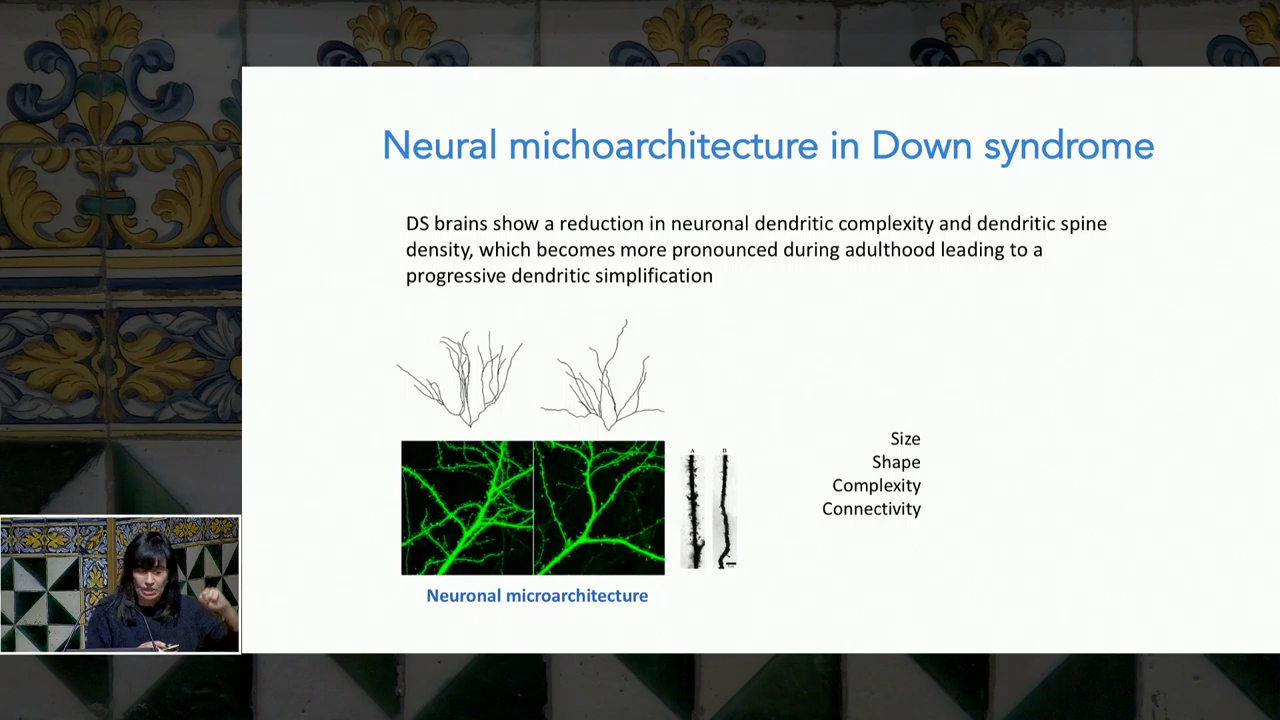 Neural michoarchitecture in Down syndrome
DS brains show a reduction in neuronal dendritic complexity and dendritic spine
density, which becomes more pronounced during adulthood leading to a
progressive dendritic simplification
A B
Size
Shape
Complexity
Connectivity
Neuronal microarchitecture